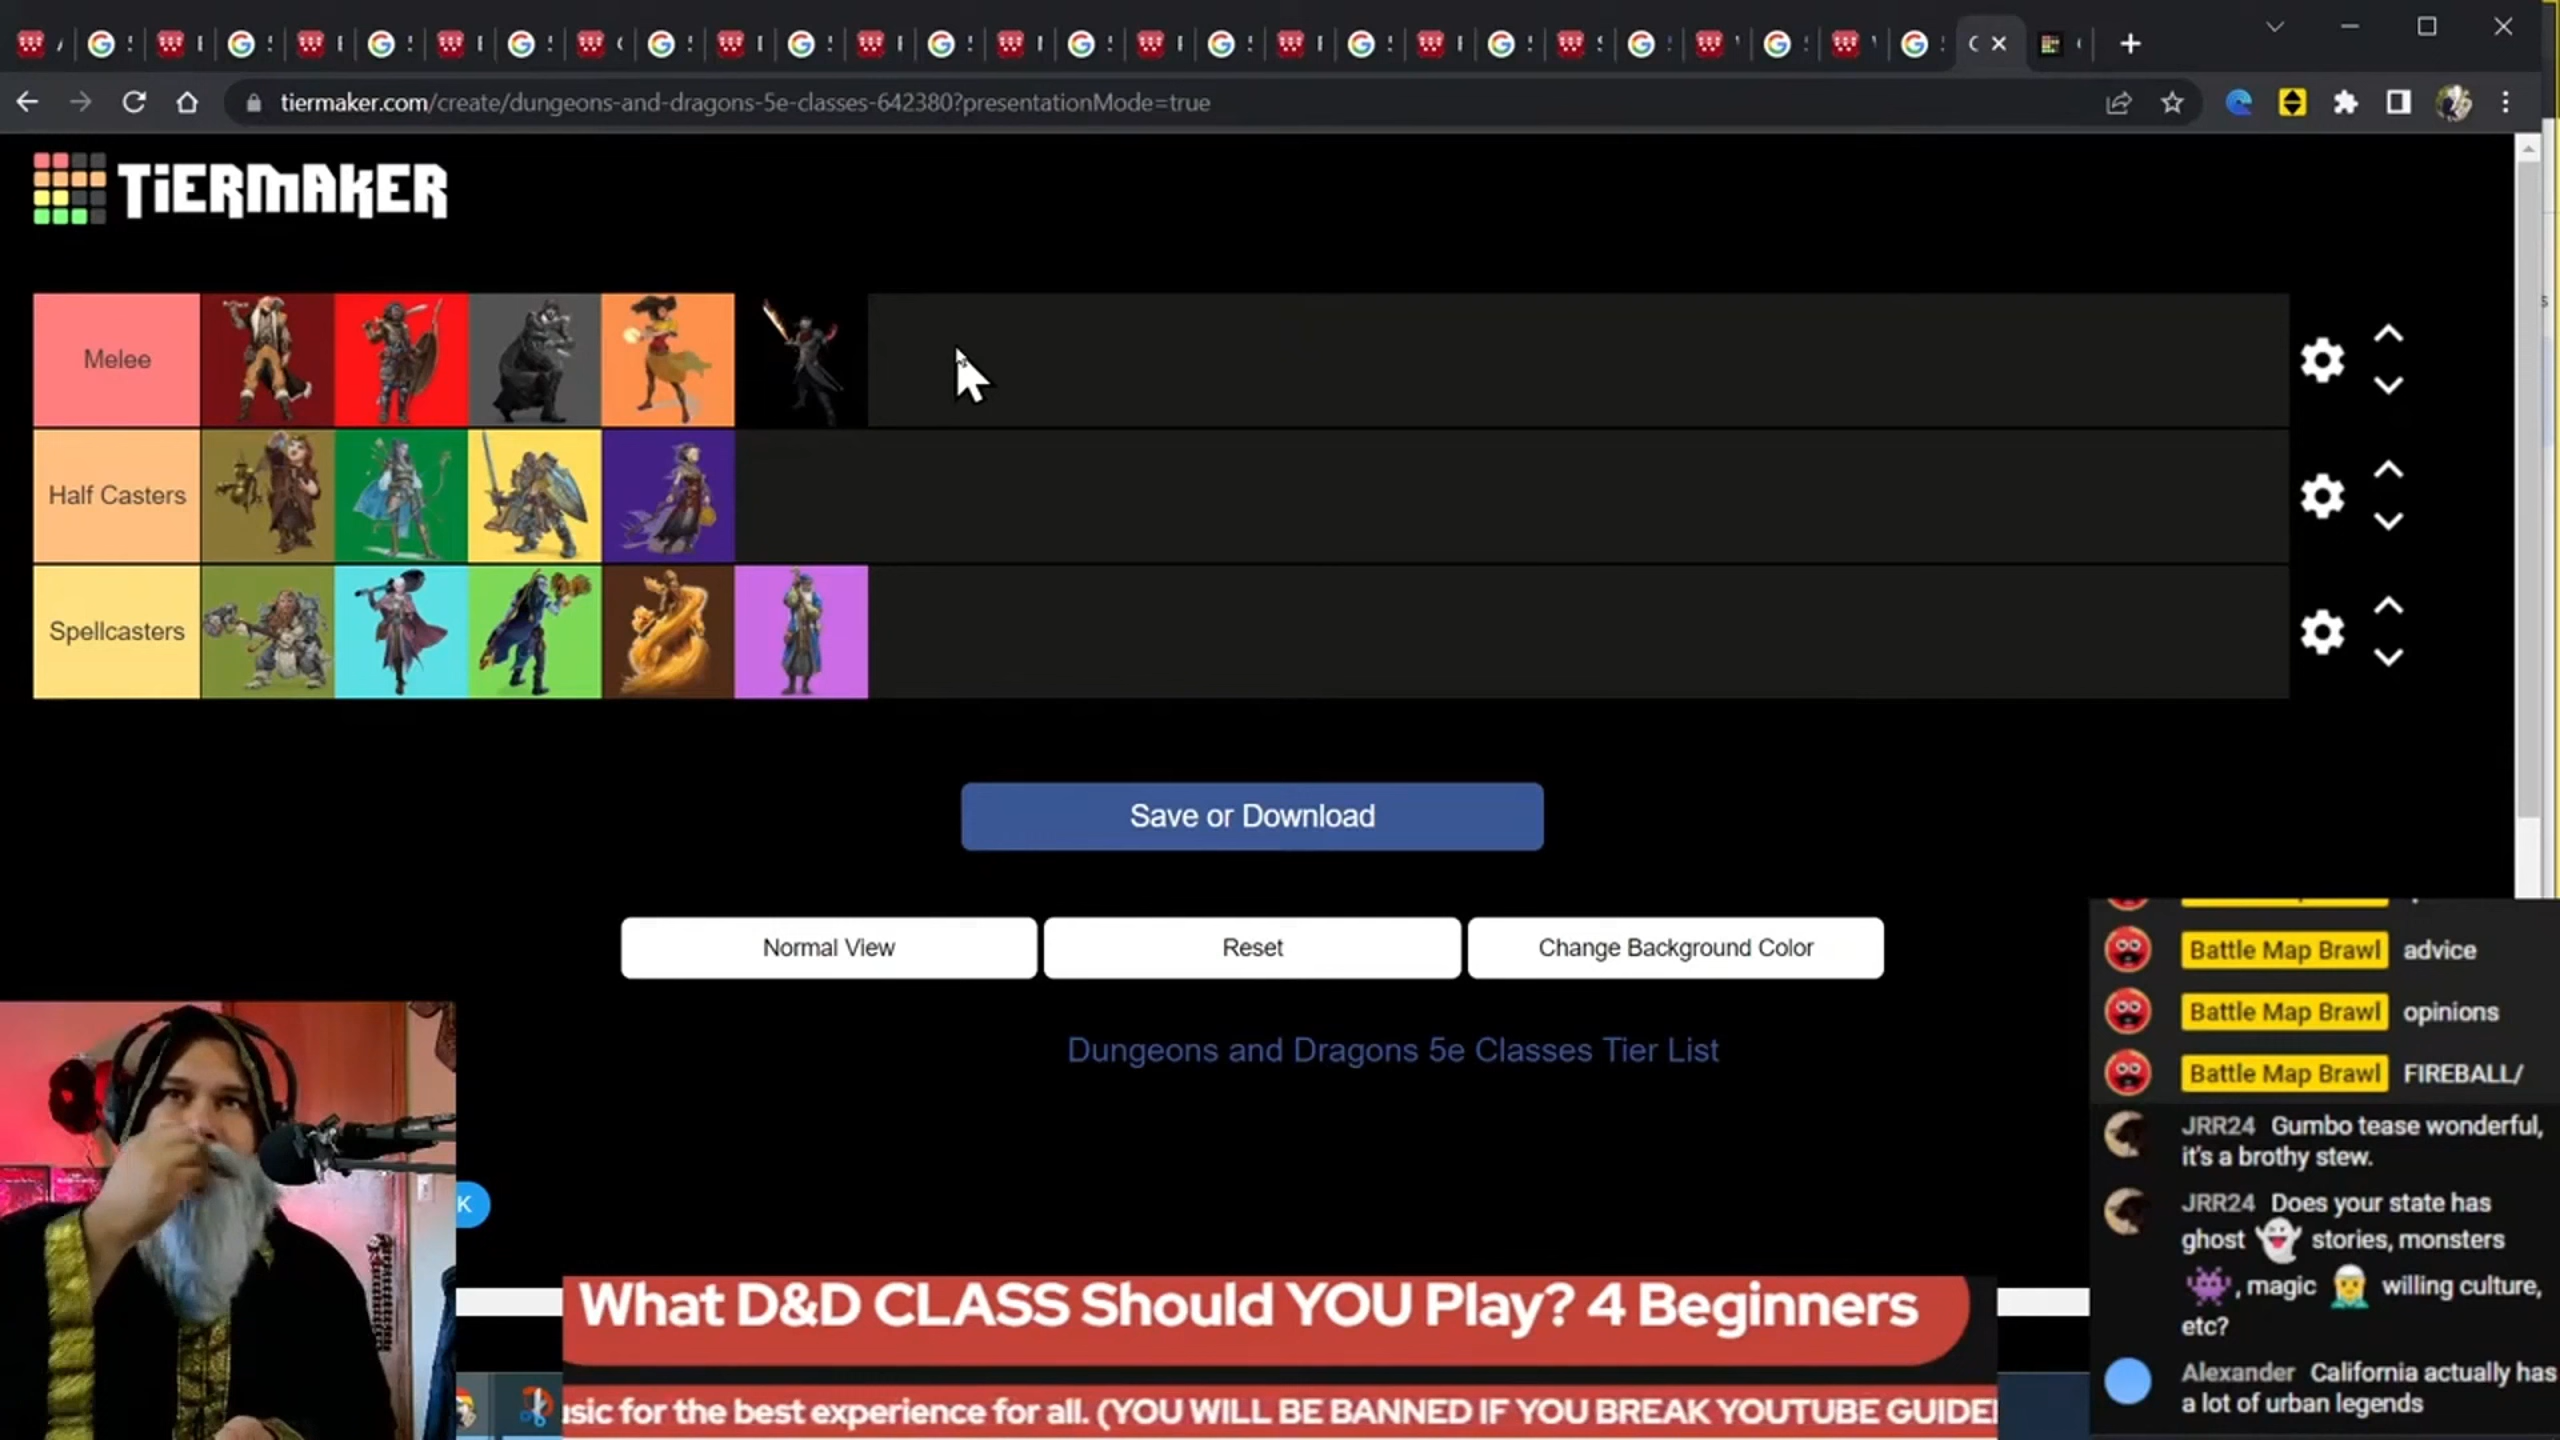 tiermaker.com/create/dungeons-and-dragons-5e-classes-642380?presentationMode=true
TiERMAKER
Melee
Half Casters
Spellcasters
Save or Download
Normal View
Reset
Change Background Color
Dungeons and Dragons 5e Classes Tier List
Battle Map Brawl advice
Battle Map Brawl opinions
Battle Map Brawl FIREBALL/
JRR24 Gumbo tease wonderful,
it's a brothy stew.
JRR24 Does your state has
ghost 👻 stories, monsters
👾, magic 🧝 willing culture,
etc?
Alexander California actually has
a lot of urban legends
K
What D&D CLASS Should YOU Play? 4 Beginners
usic for the best experience for all. (YOU WILL BE BANNED IF YOU BREAK YOUTUBE GUIDEI